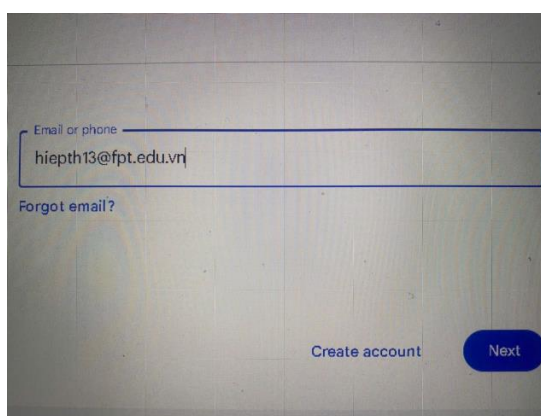 Email or phone
hiepth13@fpt.edu.vn
Forgot email?
Create account Next